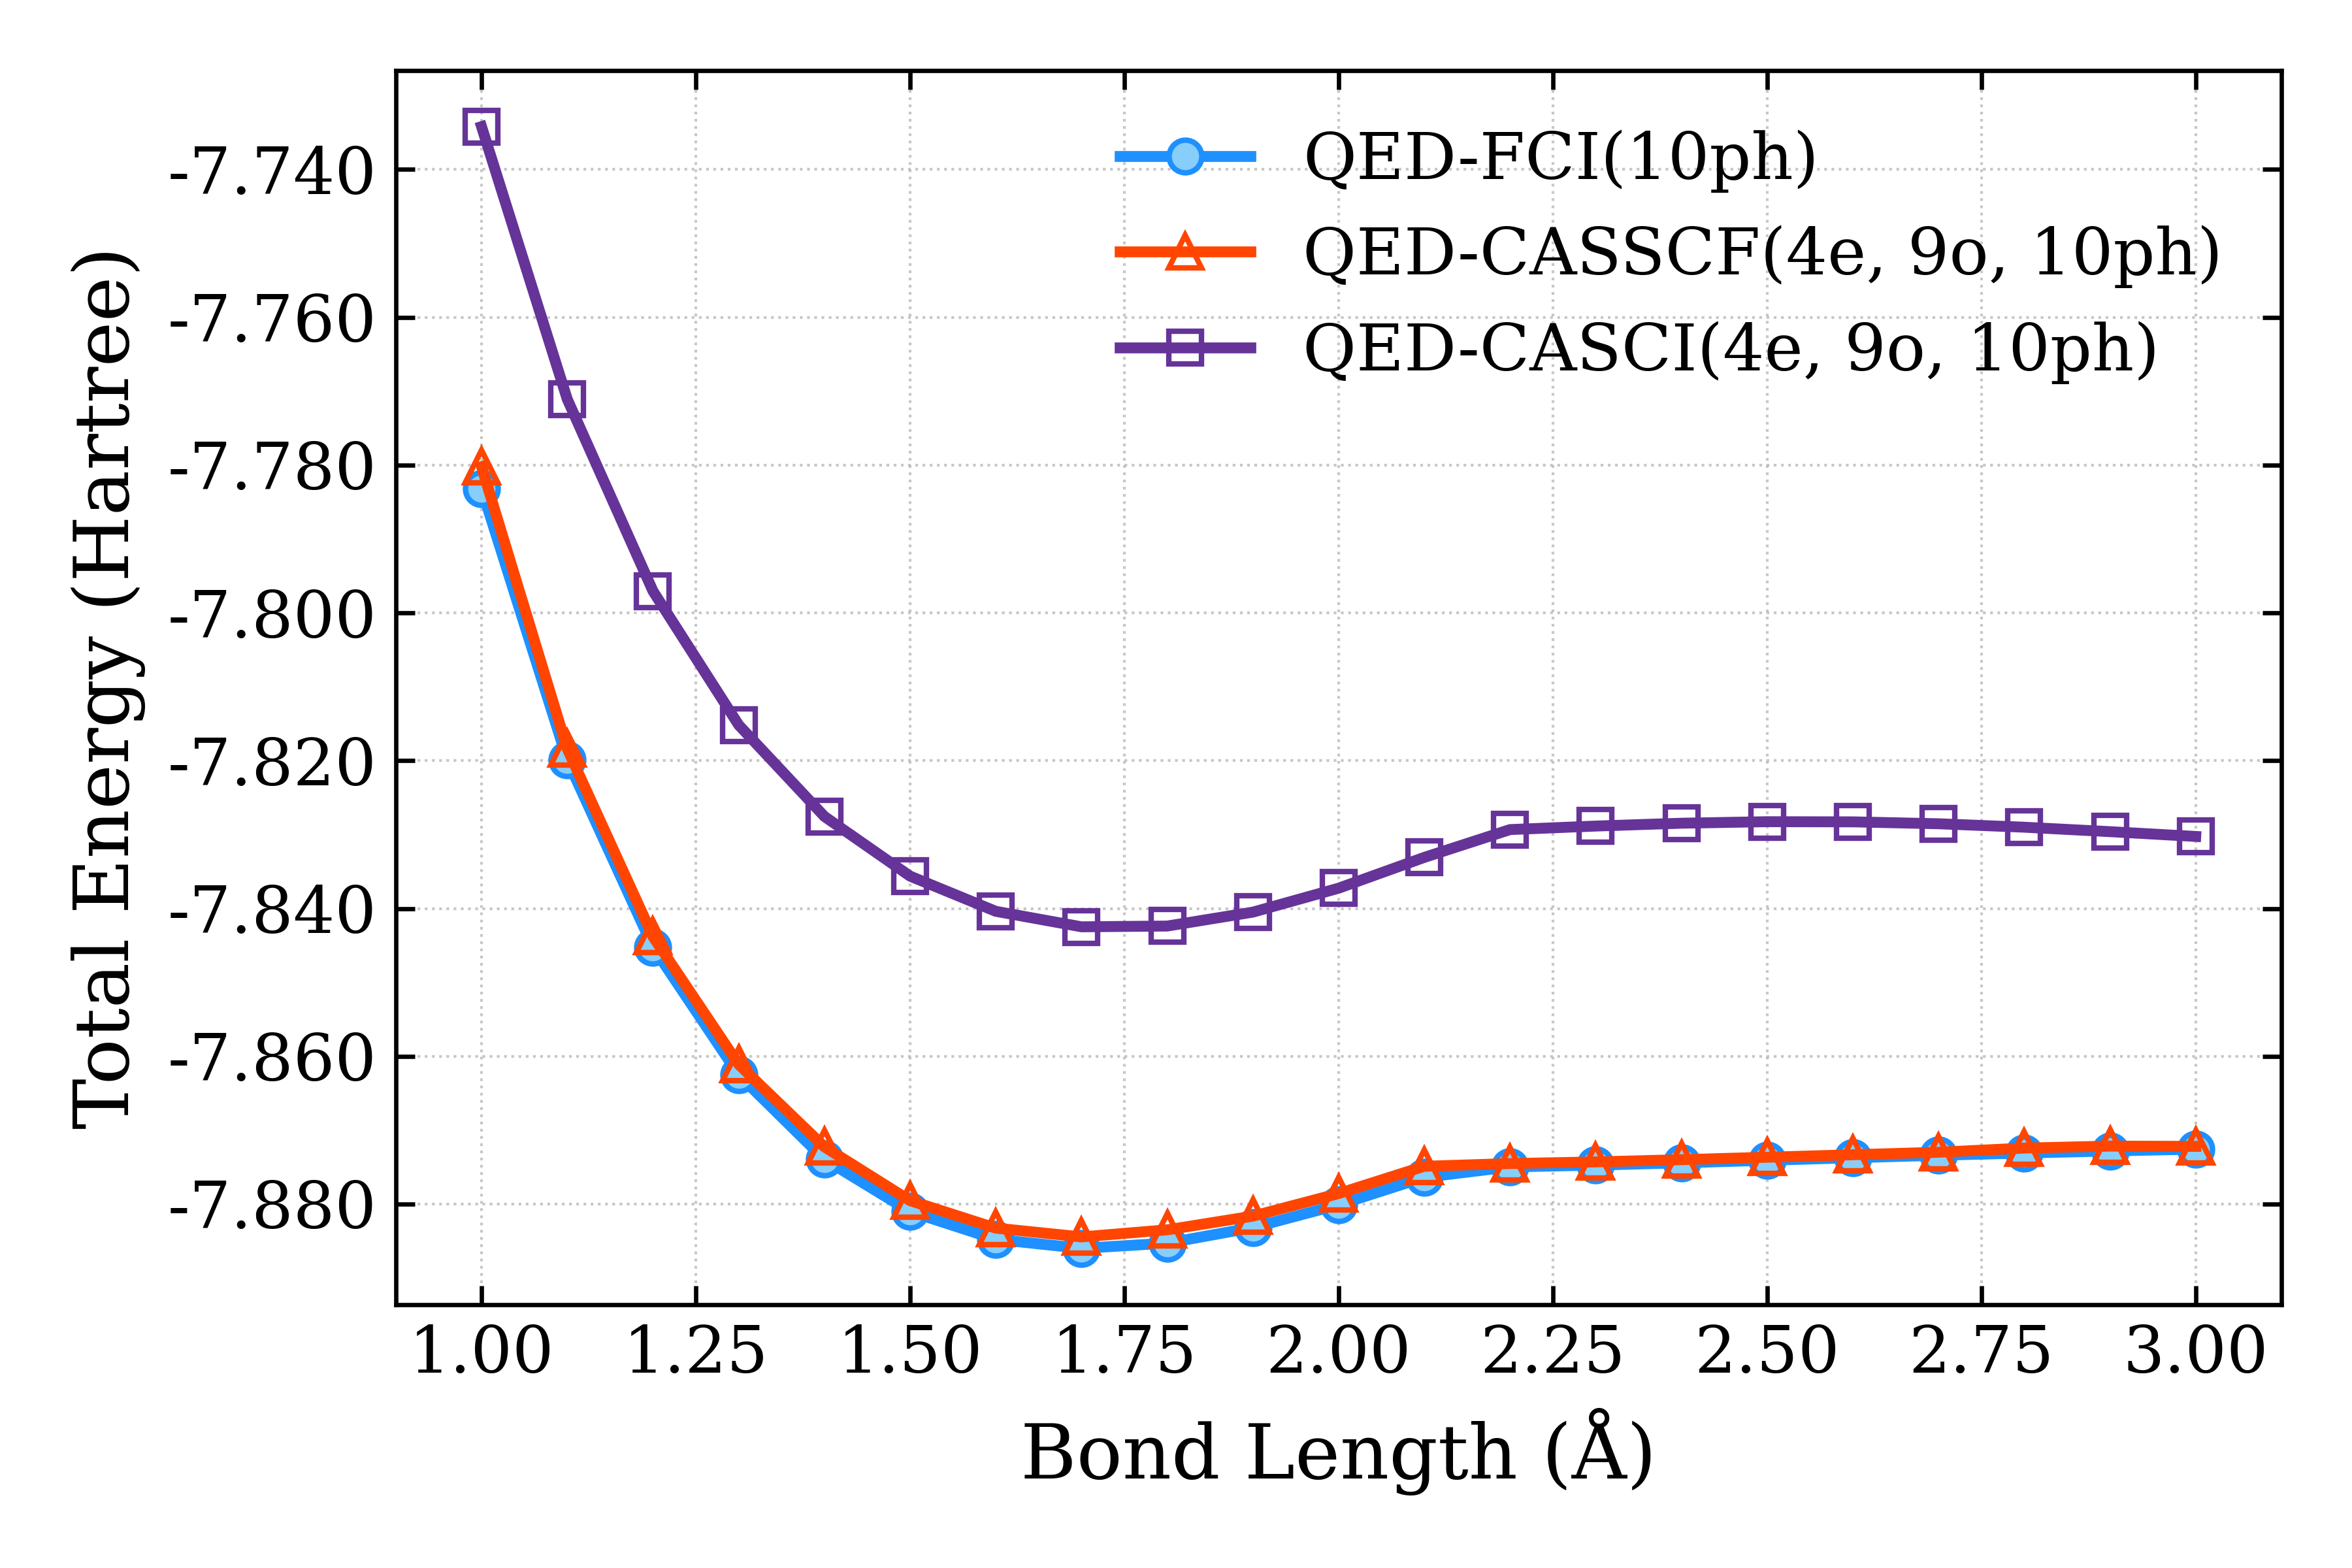 QED-FCI(10ph)
QED-CASSCF(4e, 9o, 10ph)
QED-CASCI(4e, 9o, 10ph)
Total Energy (Hartree)
-7.740
-7.760
-7.780
-7.800
-7.820
-7.840
-7.860
-7.880
1.00 1.25 1.50 1.75 2.00 2.25 2.50 2.75 3.00
Bond Length (Å)